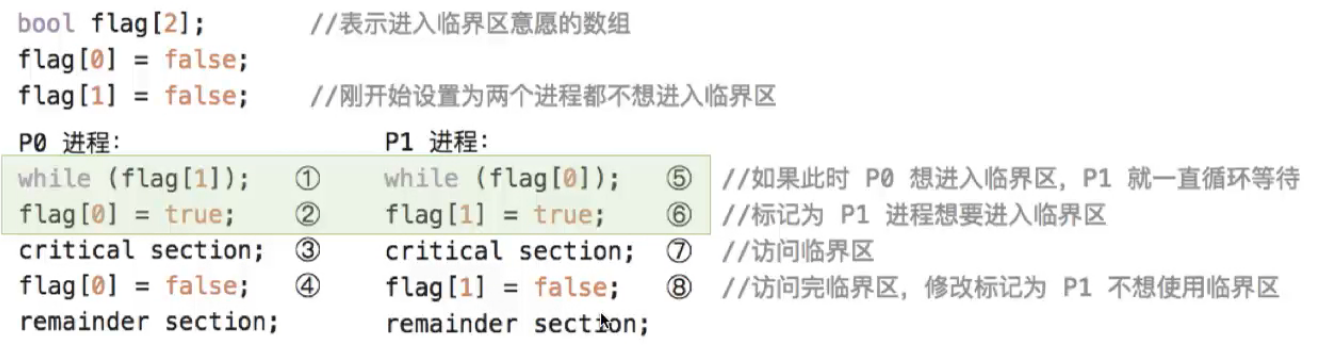 bool flag[2]; //表示进入临界区意愿的数组
flag[0] = false;
flag[1] = false; //刚开始设置为两个进程都不想进入临界区
P0 进程: P1 进程:
while (flag[1]); ① while (flag[0]); ⑤ //如果此时 P0 想进入临界区，P1 就一直循环等待
flag[0] = true; ② flag[1] = true; ⑥ //标记为 P1 进程想要进入临界区
critical section; ③ critical section; ⑦ //访问临界区
flag[0] = false; ④ flag[1] = false; ⑧ //访问完临界区，修改标记为 P1 不想使用临界区
remainder section; remainder section;